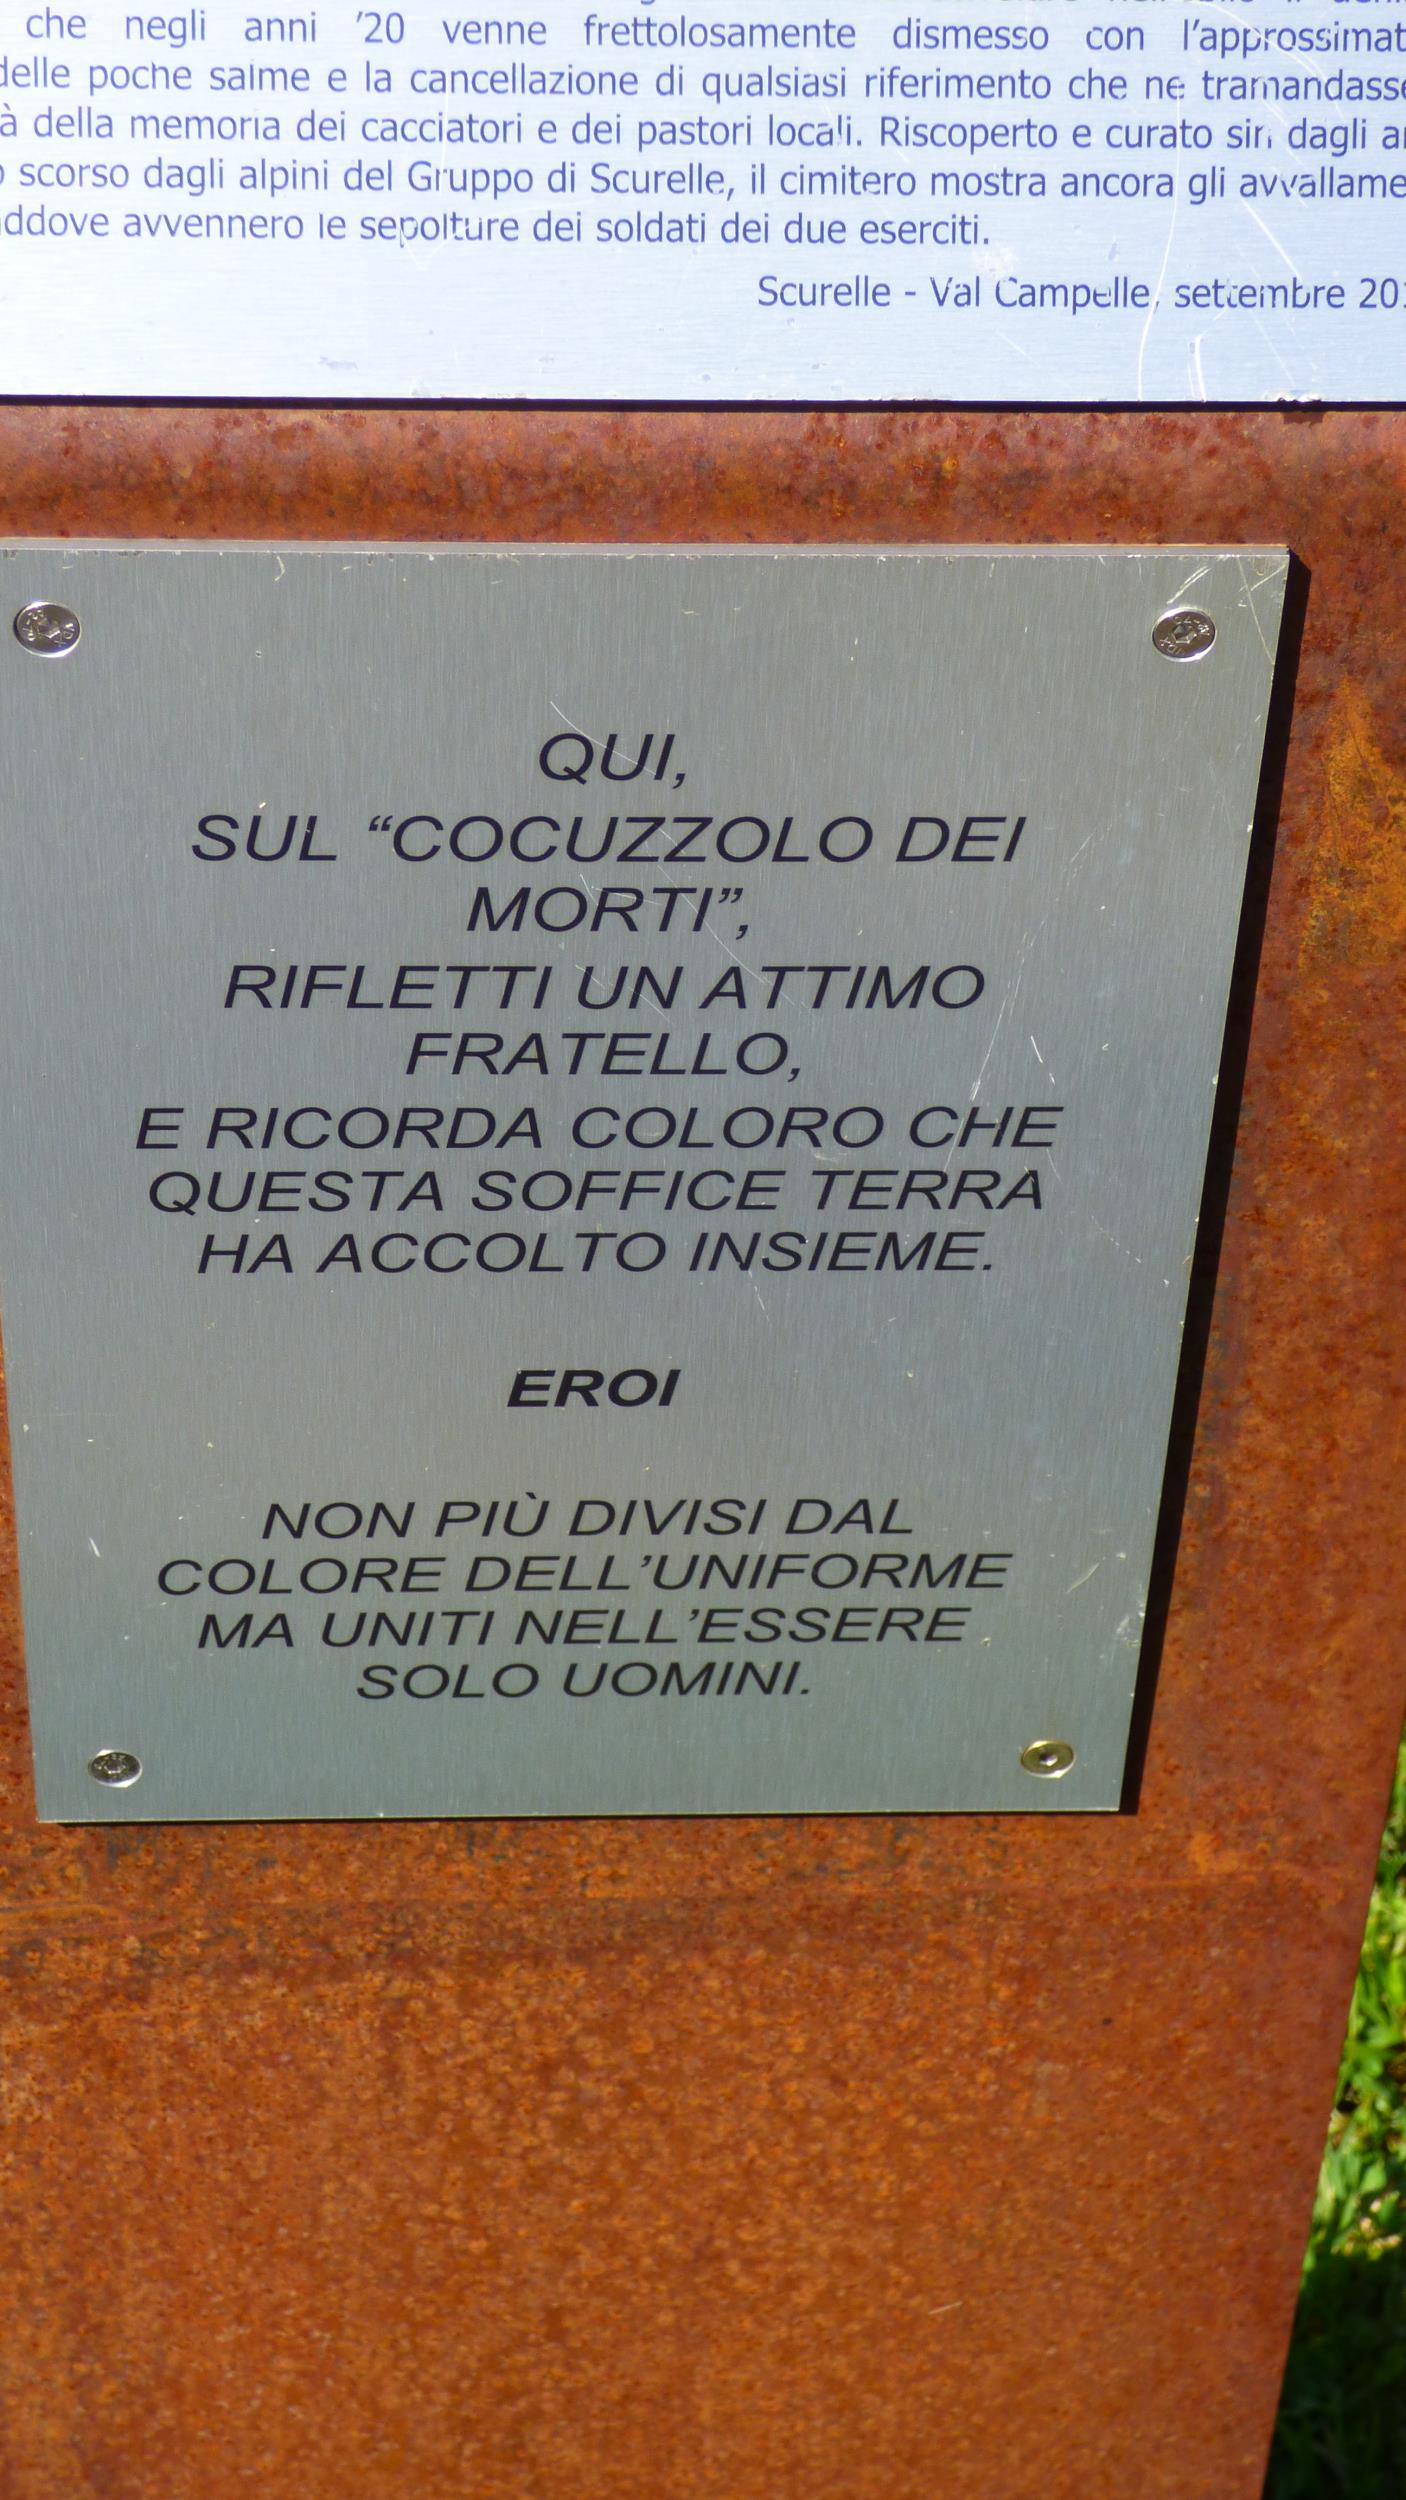 che negli anni '20 venne frettolosamente dismesso con l'approssimat
delle poche salme e la cancellazione di qualsiasi riferimento che ne tramandasse
à della memoria dei cacciatori e dei pastori locali. Riscoperto e curato sin dagli
scorso dagli alpini del Gruppo di Scurelle, il cimitero mostra ancora gli avvallame
addove avvennero le sepolture dei soldati dei due eserciti.
Scurelle - Val Campelle, settembre 20
QUI,
SUL “COCUZZOLO DEI
MORTI”,
RIFLETTI UN ATTIMO
FRATELLO,
E RICORDA COLORO CHE
QUESTA SOFFICE TERRA
HA ACCOLTO INSIEME.
EROI
NON PIÙ DIVISI DAL
COLORE DELL'UNIFORME
MA UNITI NELL'ESSERE
SOLO UOMINI.